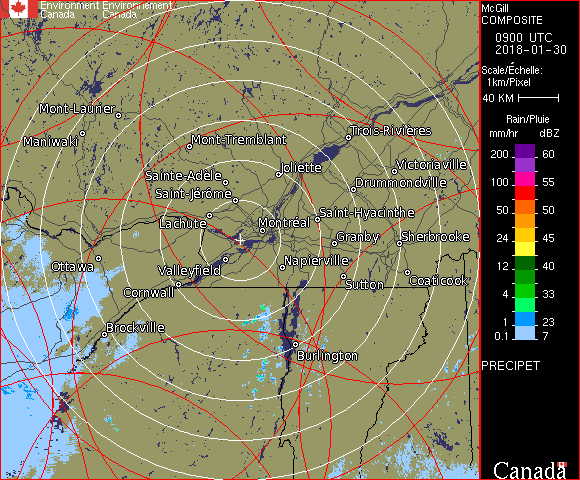 Environment Environnement
Canada Canada
McGill
COMPOSITE
0900 UTC
2018-01-30
Scale/Échelle:
1km/Pixel
40 KM
Rain/Pluie
mm/hr dBZ
200 60
150 57
100 55
50 50
24 45
12 40
4 33
1 23
0.1 7
PRECIPET
Canada
Mont-Laurier
Maniwaki
Mont-Tremblant
Trois-Rivières
Sainte-Adèle
Joliette
Victoriaville
Saint-Jérôme
Drummondville
Lachute
Montréal
Saint-Hyacinthe
Granby
Sherbrooke
Ottawa
Valleyfield
Napierville
Cornwall
Sutton
Coaticook
Brockville
Burlington